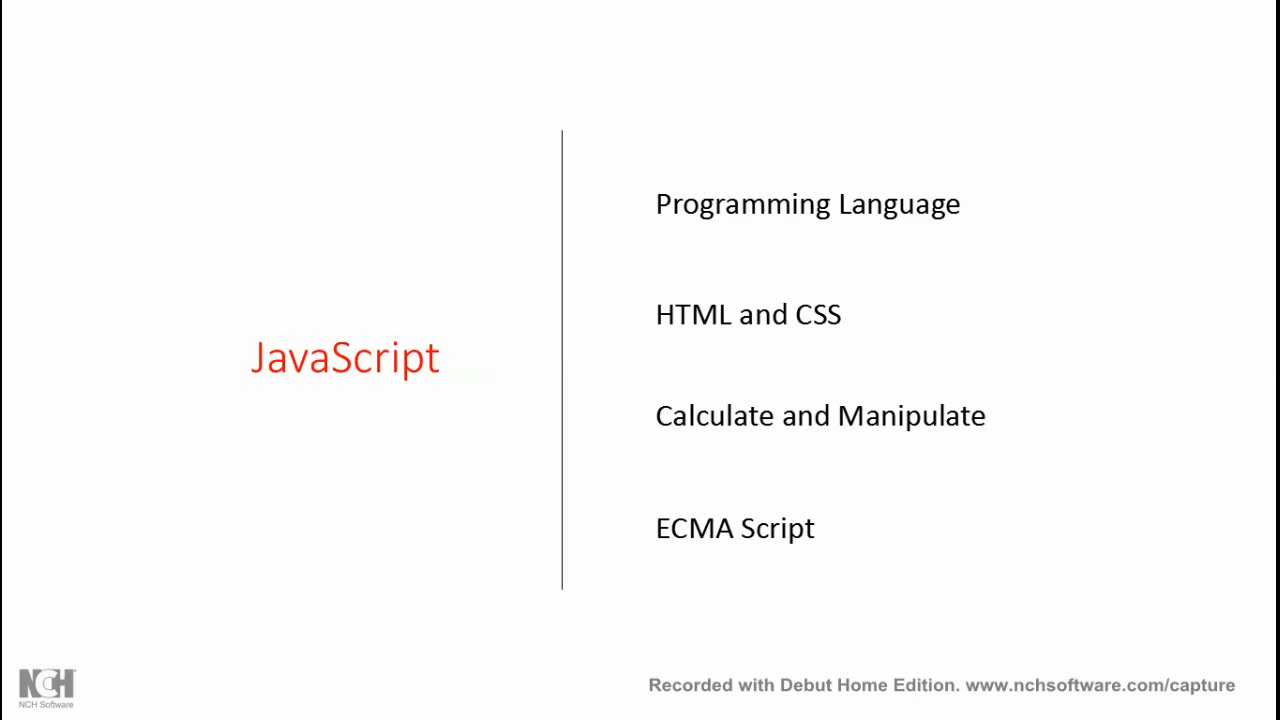 JavaScript
Programming Language
HTML and CSS
Calculate and Manipulate
ECMA Script
NCH
NCH Software
Recorded with Debut Home Edition. www.nchsoftware.com/capture